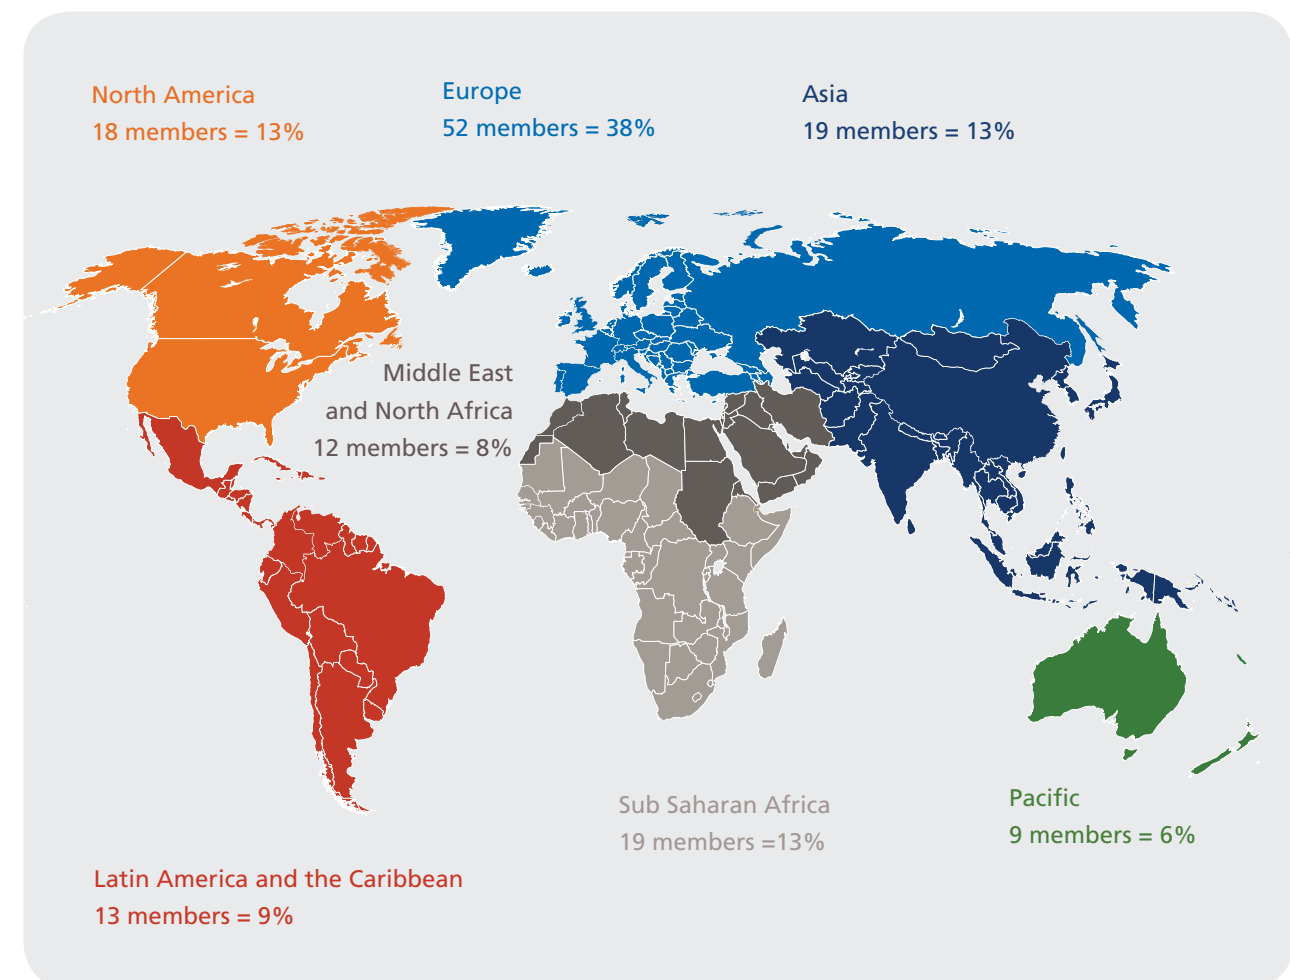 North America
18 members = 13%
Europe
52 members = 38%
Asia
19 members = 13%
Middle East
and North Africa
12 members = 8%
Sub Saharan Africa
19 members =13%
Pacific
9 members = 6%
Latin America and the Caribbean
13 members = 9%